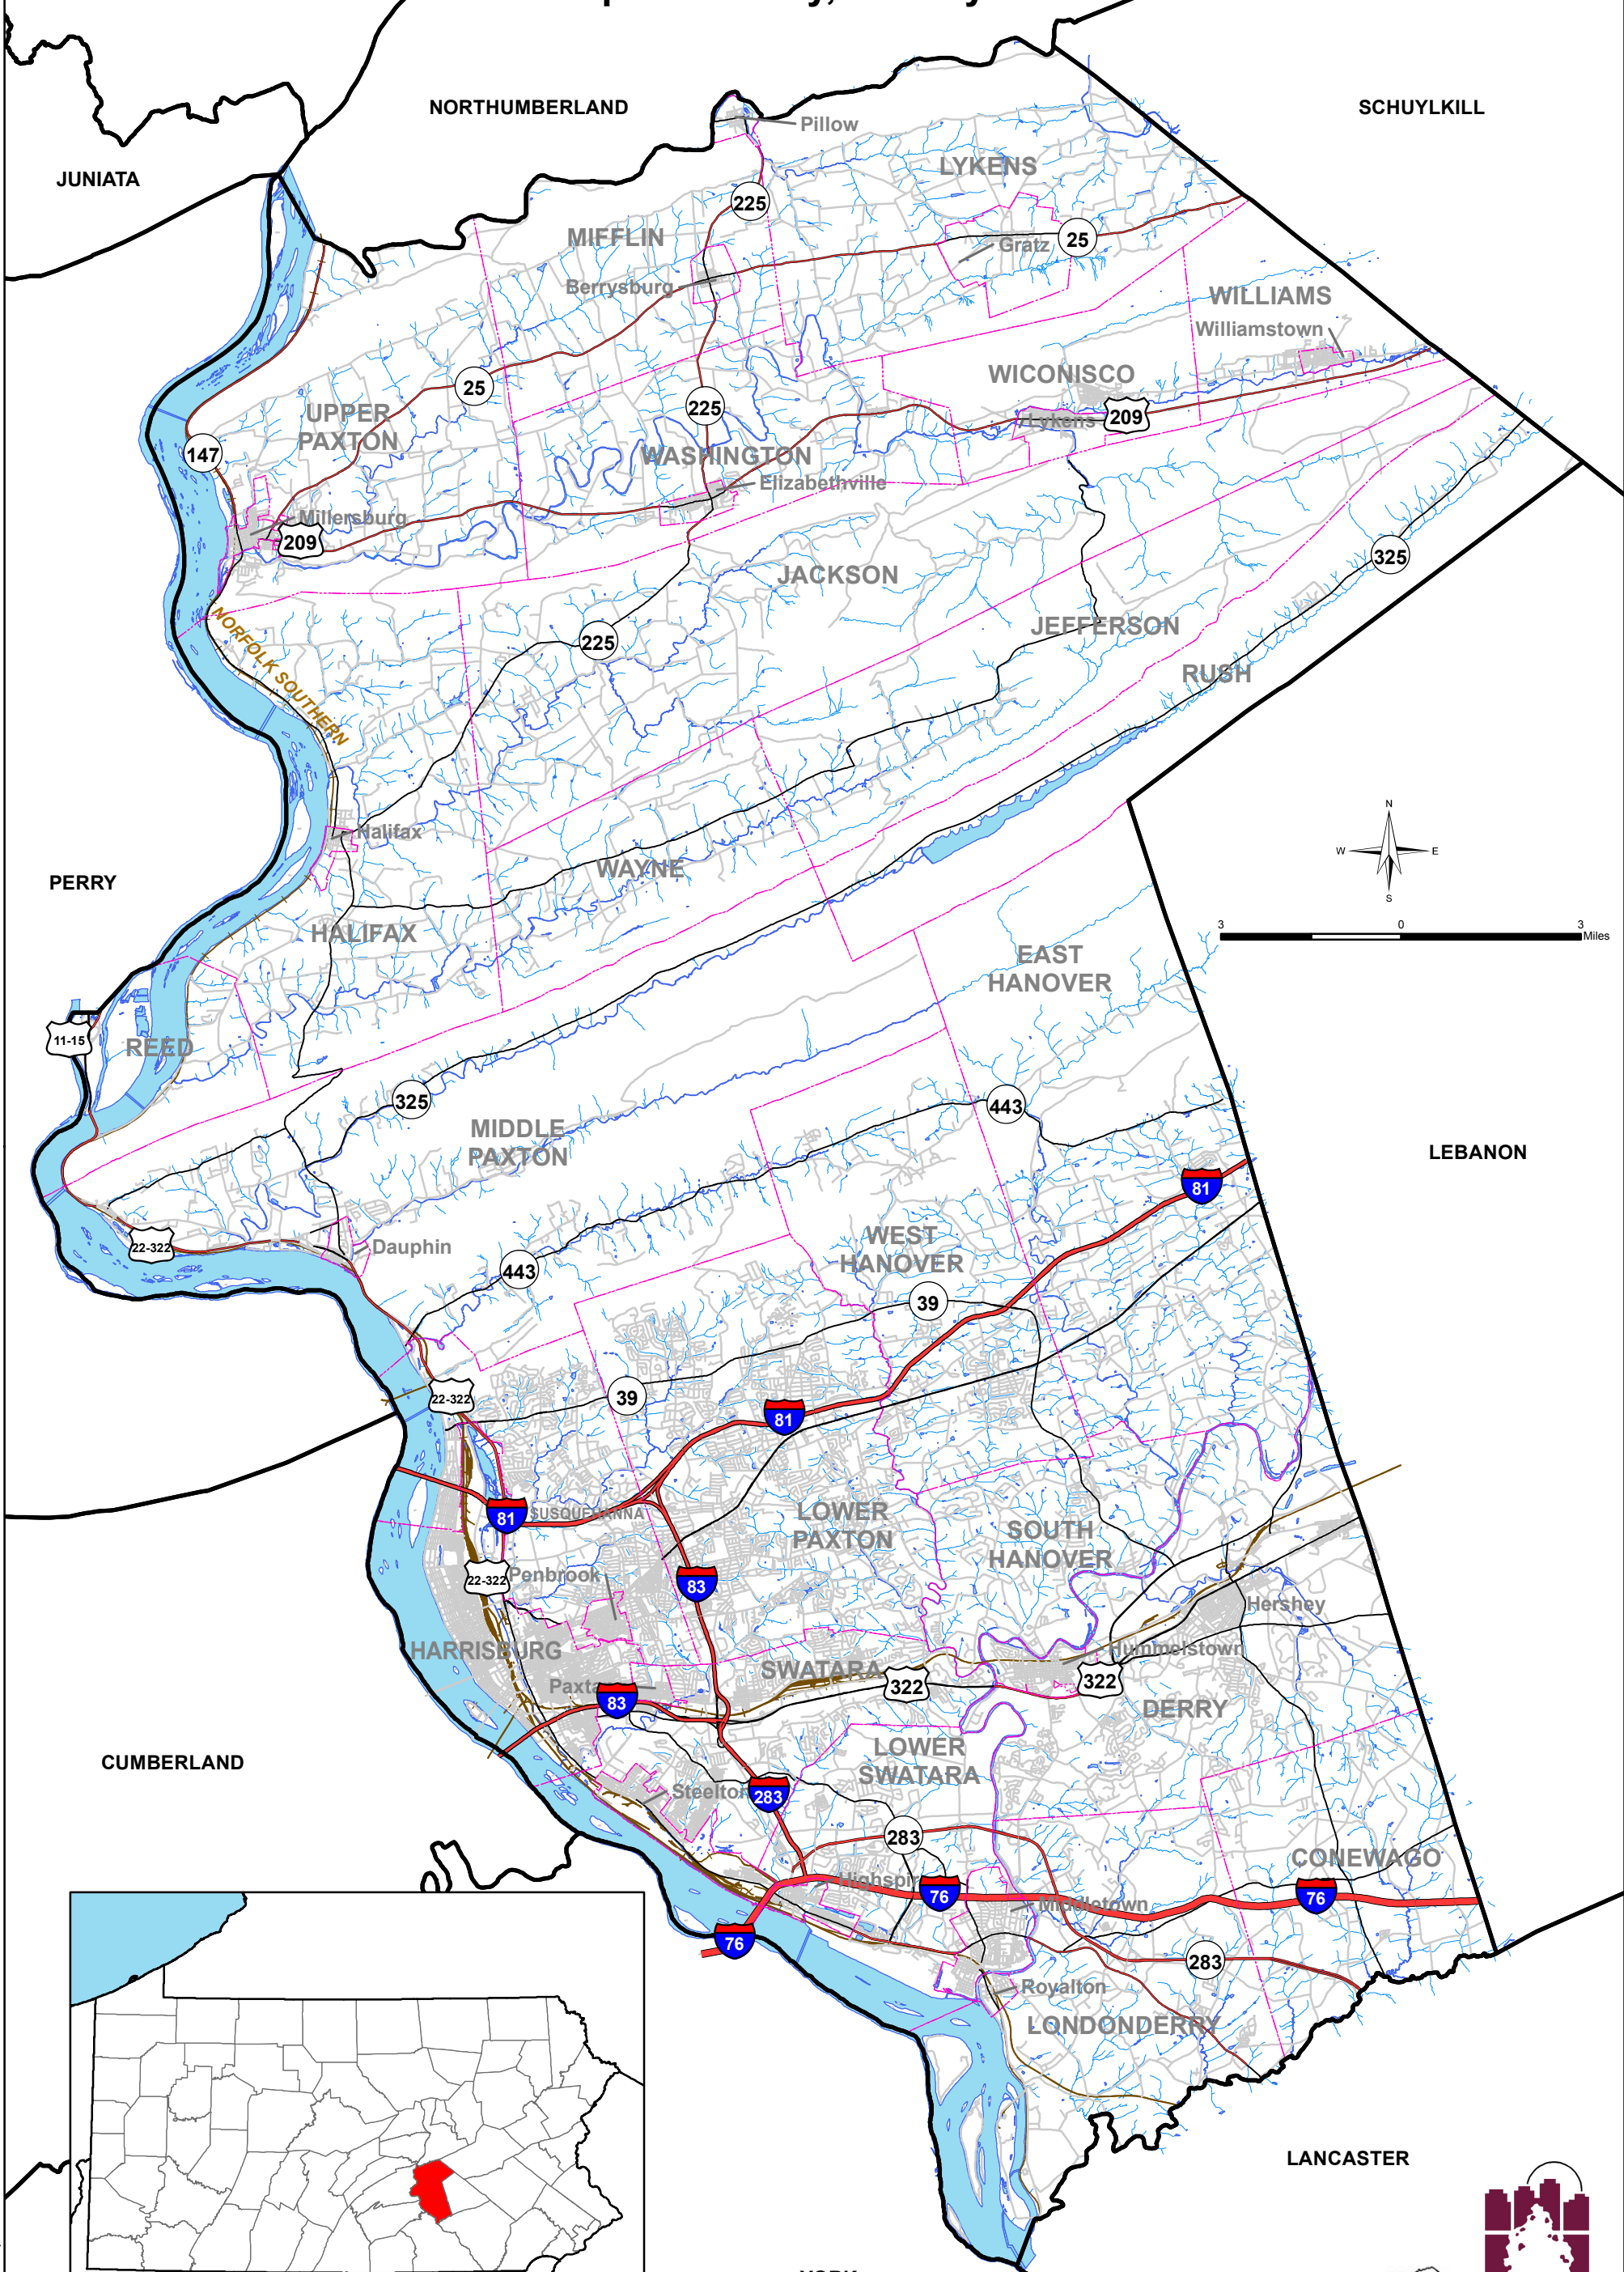 NORTHUMBERLAND
SCHUYLKILL
Pillow
JUNIATA
LYKENS
225
MIFFLIN
25
Gratz
Berrysburg
WILLIAMS
Williamstown
WICONISCO
25
225
UPPER
PAXTON
Lykens
209
147
WASHINGTON
Elizabethville
Millersburg
209
325
JACKSON
NORFOLK SOUTHERN
225
JEFFERSON
RUSH
N
W
E
S
Halifax
WAYNE
PERRY
3
0
3
Miles
HALIFAX
EAST
HANOVER
11-15
REED
325
443
MIDDLE
PAXTON
LEBANON
81
22-322
Dauphin
WEST
HANOVER
443
39
22-322
39
81
81
SUSQUEHANNA
LOWER
PAXTON
SOUTH
HANOVER
22-322
Penbrook
83
Hershey
HARRISBURG
Hummelstown
SWATARA
322
322
Paxta
83
DERRY
CUMBERLAND
LOWER
SWATARA
Steelton
283
283
CONEWAGO
Highspir
76
76
Middletown
76
283
Royalton
LONDONDERRY
LANCASTER